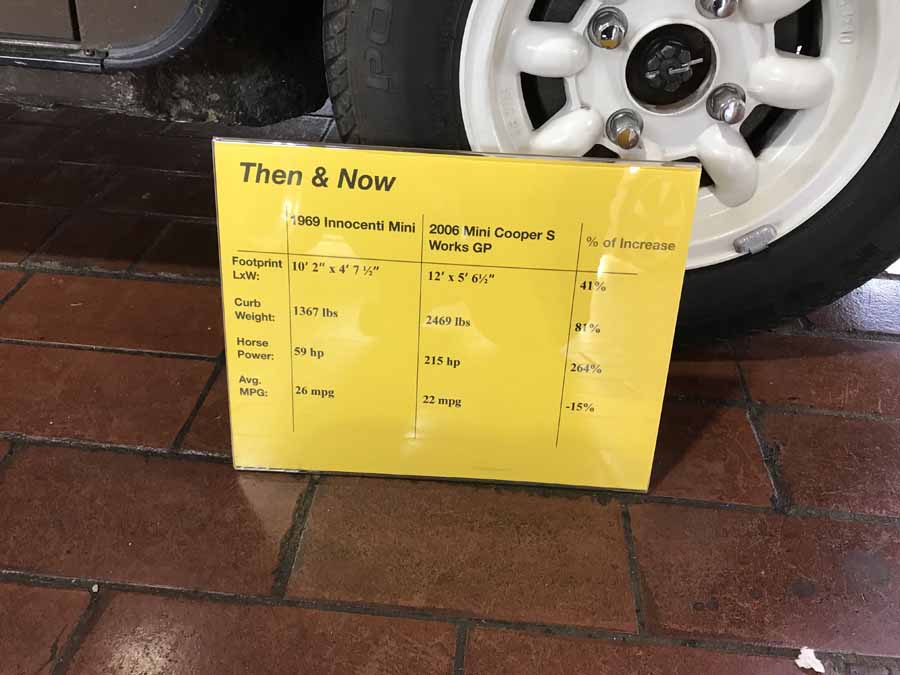 Then & Now
1969 Innocenti Mini 2006 Mini Cooper S Works GP % of Increase
Footprint LxW: 10' 2" x 4' 7 ½" 12' x 5' 6½" 41%
Curb Weight: 1367 lbs 2469 lbs 81%
Horse Power: 59 hp 215 hp 264%
Avg. MPG: 26 mpg 22 mpg -15%